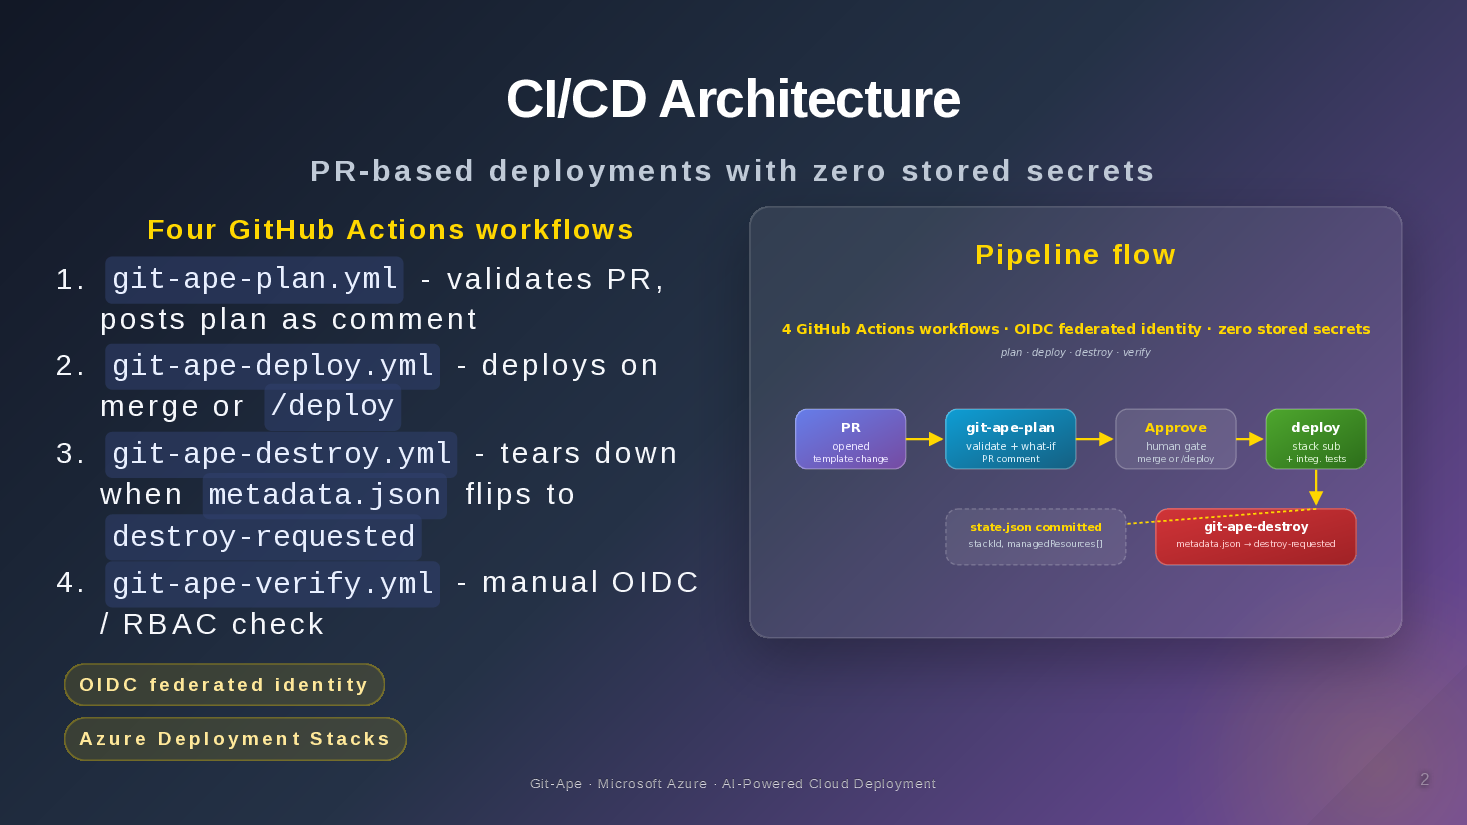 CI/CD Architecture
PR-based deployments with zero stored secrets
Four GitHub Actions workflows
1. git-ape-plan.yml - validates PR,
posts plan as comment
2. git-ape-deploy.yml - deploys on
merge or /deploy
3. git-ape-destroy.yml - tears down
when metadata.json flips to
destroy-requested
4. git-ape-verify.yml - manual OIDC
/ RBAC check
OIDC federated identity
Azure Deployment Stacks
Pipeline flow
4 GitHub Actions workflows · OIDC federated identity · zero stored secrets
plan · deploy · destroy · verify
PR
opened
template change
git-ape-plan
validate + what-if
PR comment
Approve
human gate
merge or /deploy
deploy
stack sub
+ integ. tests
state.json committed
stackId, managedResources[]
git-ape-destroy
metadata.json → destroy-requested
Git-Ape · Microsoft Azure · AI-Powered Cloud Deployment
2